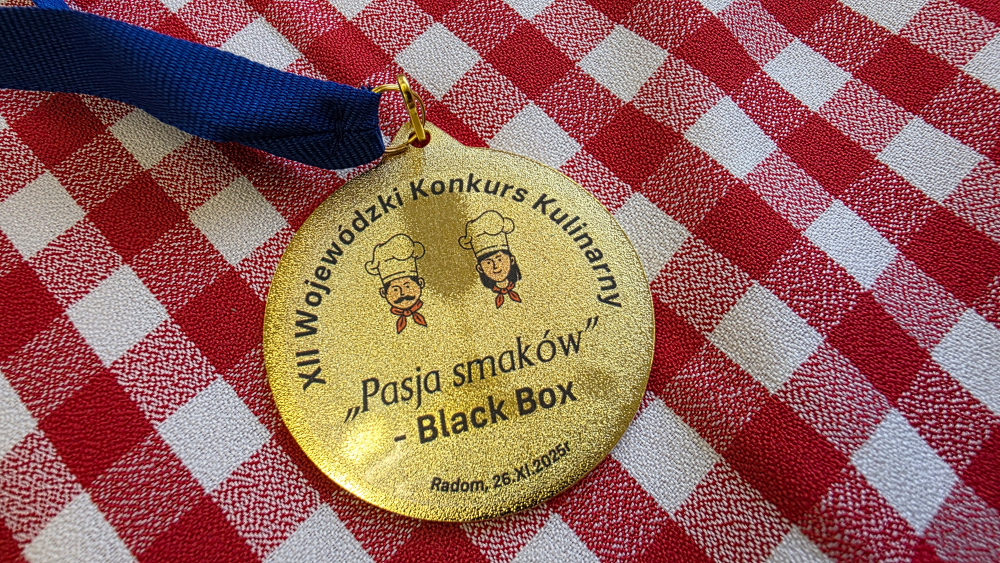 XII Wojewódzki Konkurs Kulinarny
„Pasja smaków”
- Black Box
Radom, 26.XI.2025r